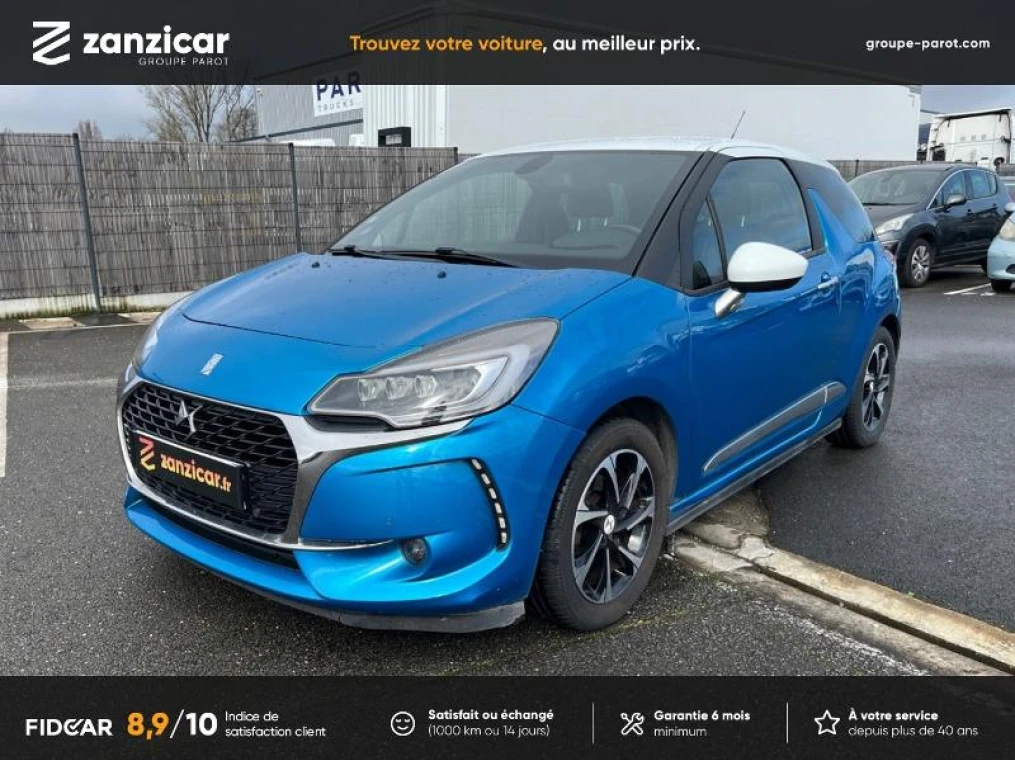 zanzicar
GROUPE PAROT
Trouvez votre voiture, au meilleur prix.
groupe-parot.com
PAR
TRUCKS
zanzicar.fr
FIDCAR 8,9/10 Indice de
satisfaction client
Satisfait ou échangé
(1000 km ou 14 jours)
Garantie 6 mois
minimum
À votre service
depuis plus de 40 ans